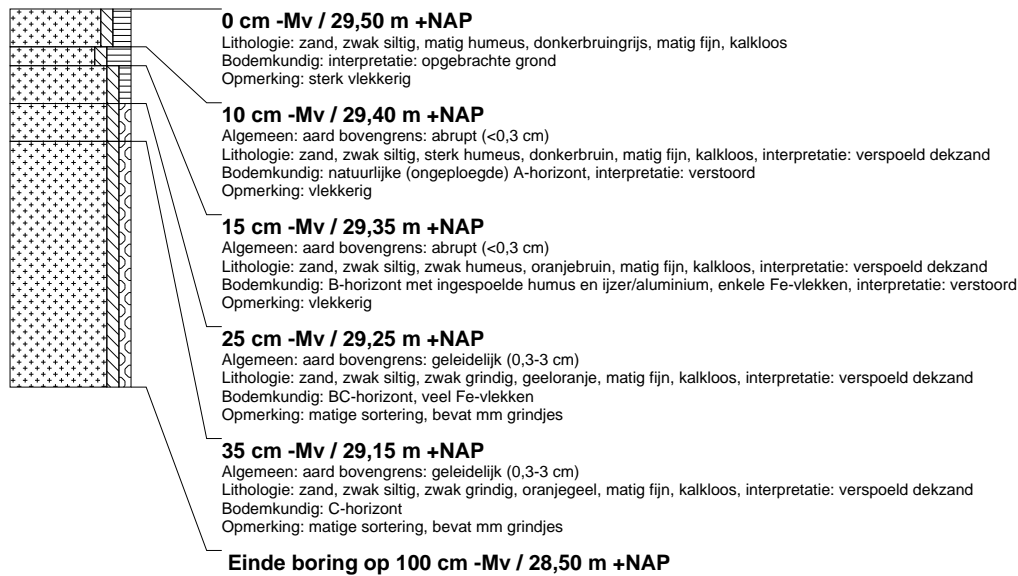 0 cm -Mv / 29,50 m +NAP
Lithologie: zand, zwak siltig, matig humeus, donkerbruingrijs, matig fijn, kalkloos
Bodemkundig: interpretatie: opgebrachte grond
Opmerking: sterk vlekkerig
10 cm -Mv / 29,40 m +NAP
Algemeen: aard bovengrens: abrupt (<0,3 cm)
Lithologie: zand, zwak siltig, sterk humeus, donkerbruin, matig fijn, kalkloos, interpretatie: verspoeld dekzand
Bodemkundig: natuurlijke (ongeploegde) A-horizont, interpretatie: verstoord
Opmerking: vlekkerig
15 cm -Mv / 29,35 m +NAP
Algemeen: aard bovengrens: abrupt (<0,3 cm)
Lithologie: zand, zwak siltig, zwak humeus, oranjebruin, matig fijn, kalkloos, interpretatie: verspoeld dekzand
Bodemkundig: B-horizont met ingespoelde humus en ijzer/aluminium, enkele Fe-vlekken, interpretatie: verstoord
Opmerking: vlekkerig
25 cm -Mv / 29,25 m +NAP
Algemeen: aard bovengrens: geleidelijk (0,3-3 cm)
Lithologie: zand, zwak siltig, zwak grindig, geeloranje, matig fijn, kalkloos, interpretatie: verspoeld dekzand
Bodemkundig: BC-horizont, veel Fe-vlekken
Opmerking: matige sortering, bevat mm grindjes
35 cm -Mv / 29,15 m +NAP
Algemeen: aard bovengrens: geleidelijk (0,3-3 cm)
Lithologie: zand, zwak siltig, zwak grindig, oranjegeel, matig fijn, kalkloos, interpretatie: verspoeld dekzand
Bodemkundig: C-horizont
Opmerking: matige sortering, bevat mm grindjes
Einde boring op 100 cm -Mv / 28,50 m +NAP